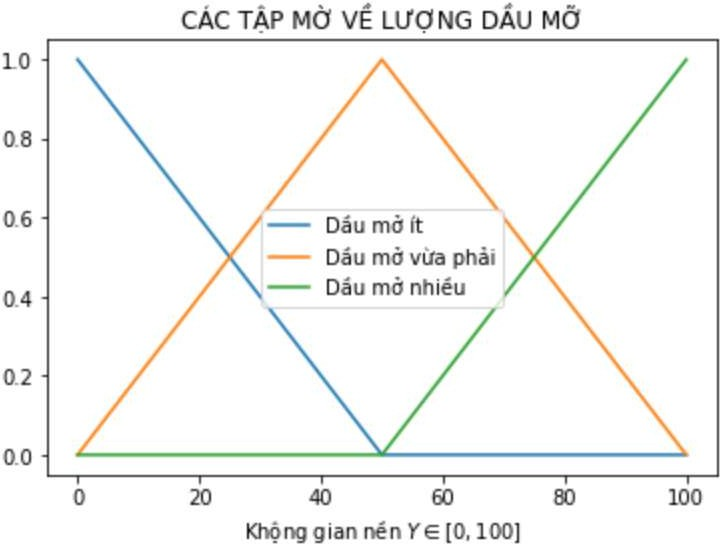 CÁC TẬP MỜ VỀ LƯỢNG DẦU MỠ
1.0
0.8
0.6
0.4
0.2
0.0
Dầu mở ít
Dầu mở vừa phải
Dầu mở nhiều
0 20 40 60 80 100
Không gian nền Y ∈ [0, 100]